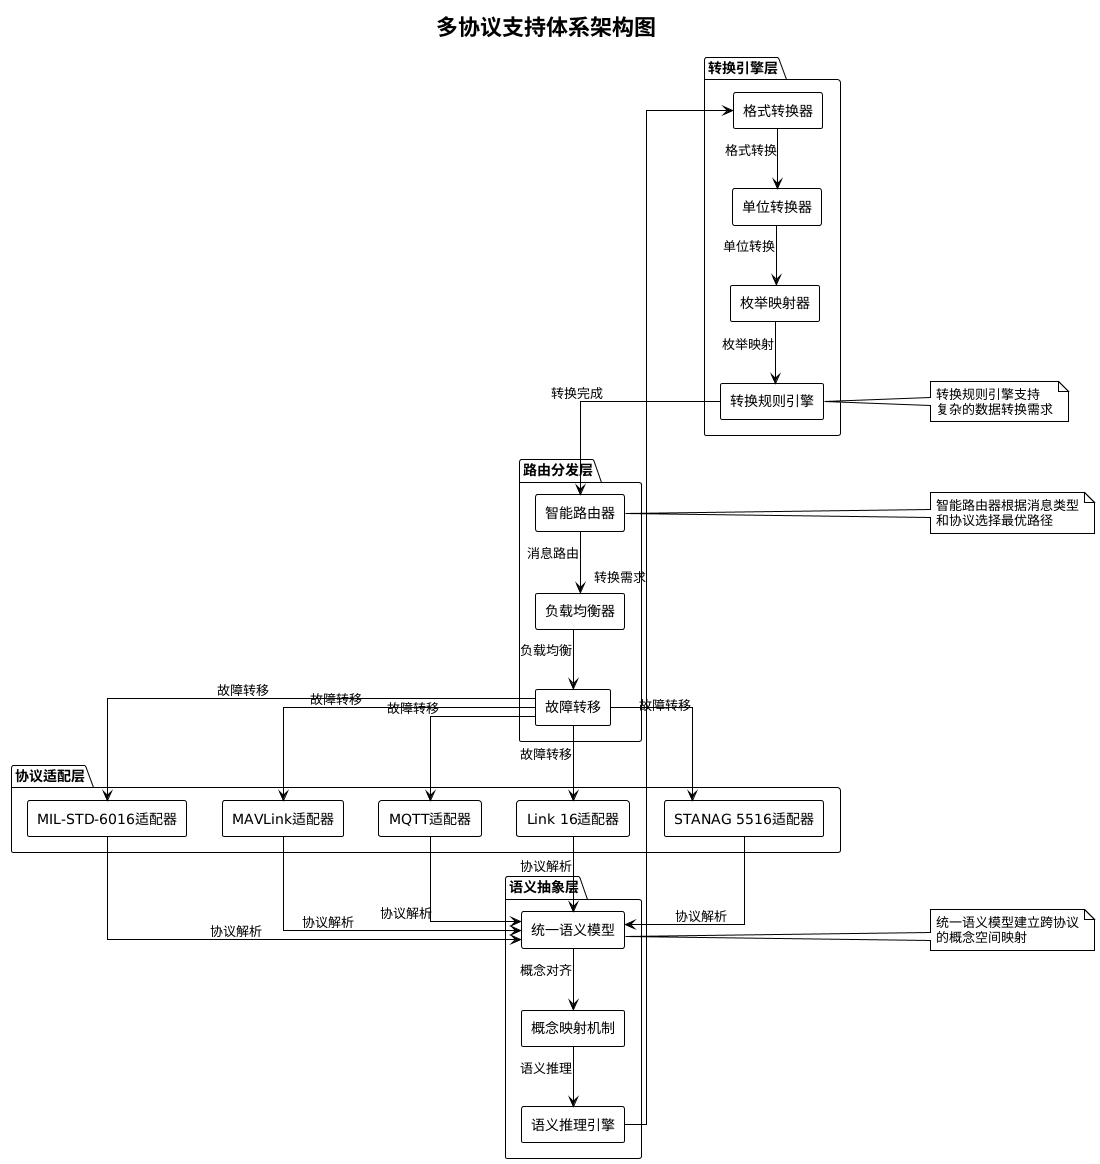 多协议支持体系架构图
转换引擎层
格式转换器
格式转换
单位转换器
单位转换
枚举映射器
枚举映射
转换完成
转换规则引擎
转换规则引擎支持
复杂的数据转换需求
路由分发层
智能路由器
智能路由器根据消息类型
和协议选择最优路径
消息路由
转换需求
负载均衡器
负载均衡
故障转移
故障转移
故障转移
故障转移
故障转移
故障转移
协议适配层
MIL-STD-6016适配器
MAVLink适配器
MQTT适配器
Link 16适配器
STANAG 5516适配器
协议解析
语义抽象层
协议解析
协议解析
协议解析
协议解析
统一语义模型
统一语义模型建立跨协议
的概念空间映射
概念对齐
概念映射机制
语义推理
语义推理引擎